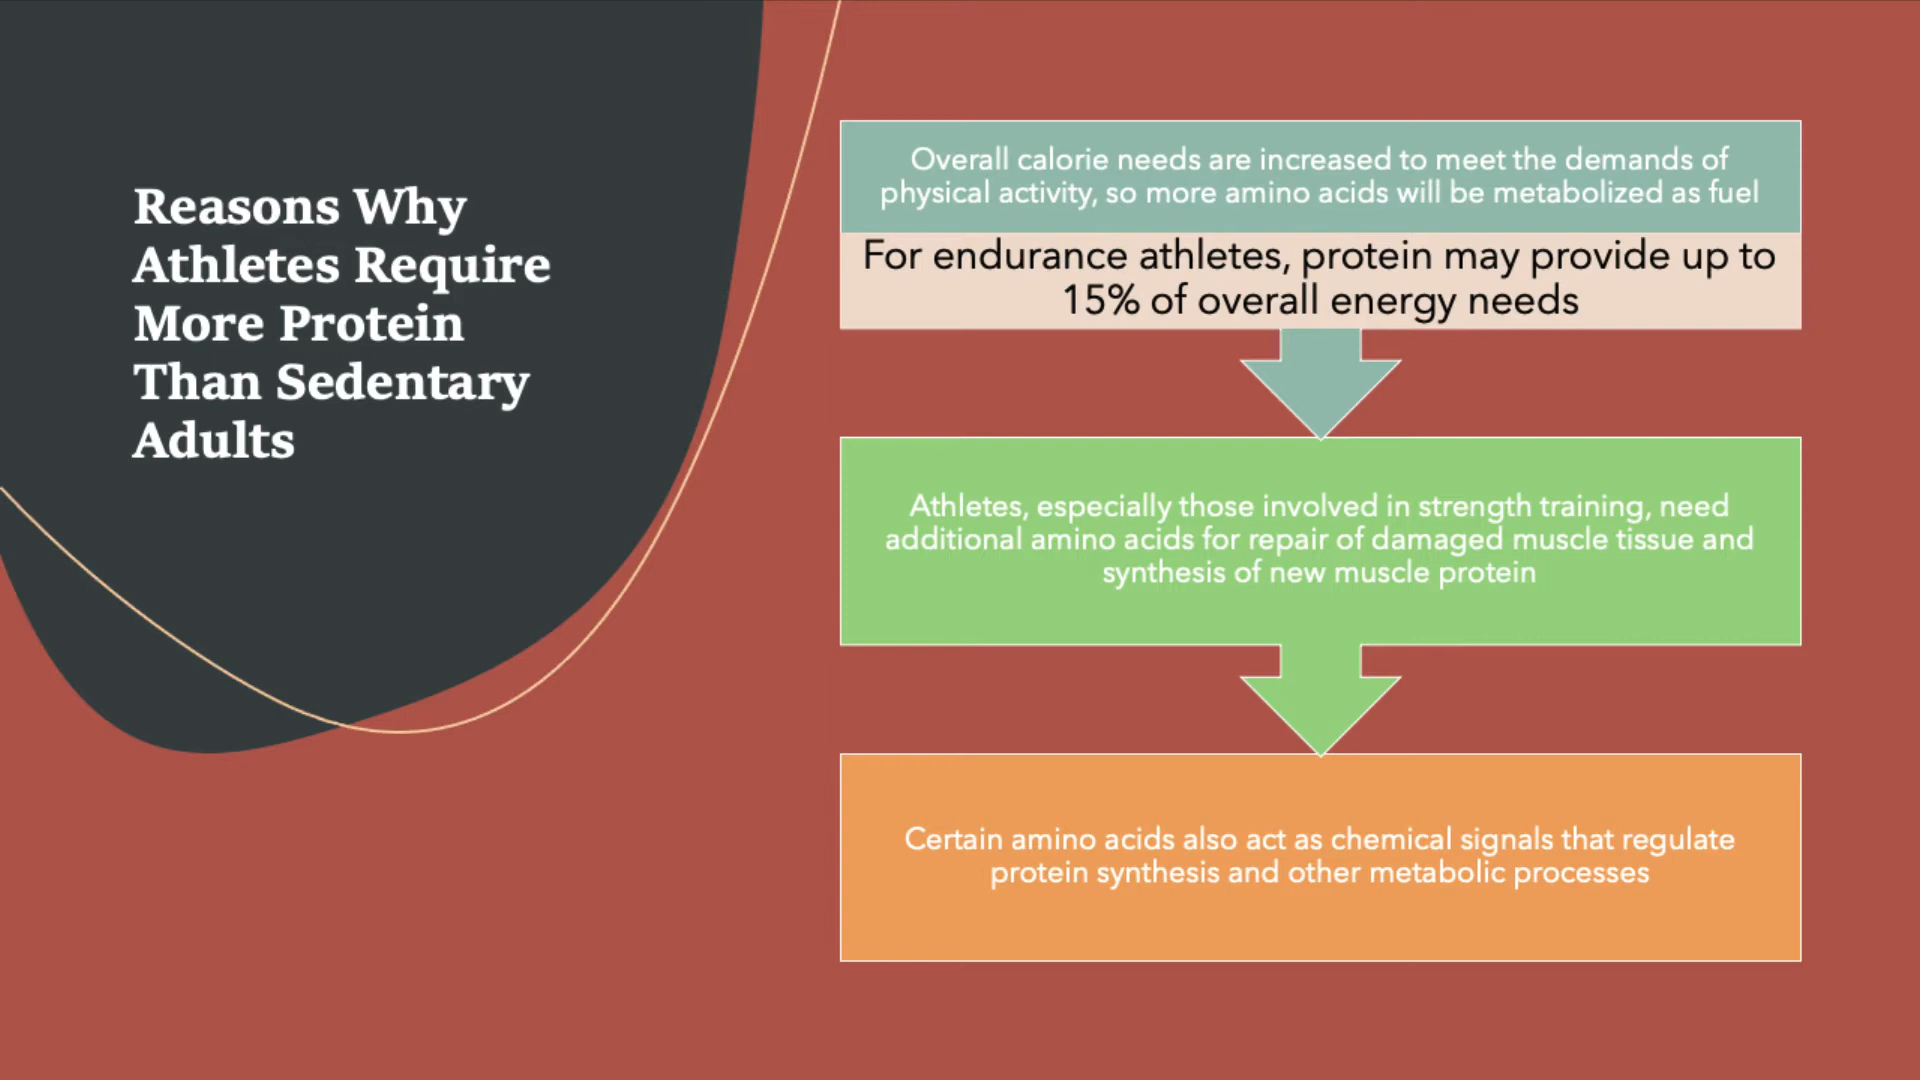 Reasons Why
Athletes Require
More Protein
Than Sedentary
Adults
Overall calorie needs are increased to meet the demands of
physical activity, so more amino acids will be metabolized as fuel
For endurance athletes, protein may provide up to
15% of overall energy needs
Athletes, especially those involved in strength training, need
additional amino acids for repair of damaged muscle tissue and
synthesis of new muscle protein
Certain amino acids also act as chemical signals that regulate
protein synthesis and other metabolic processes